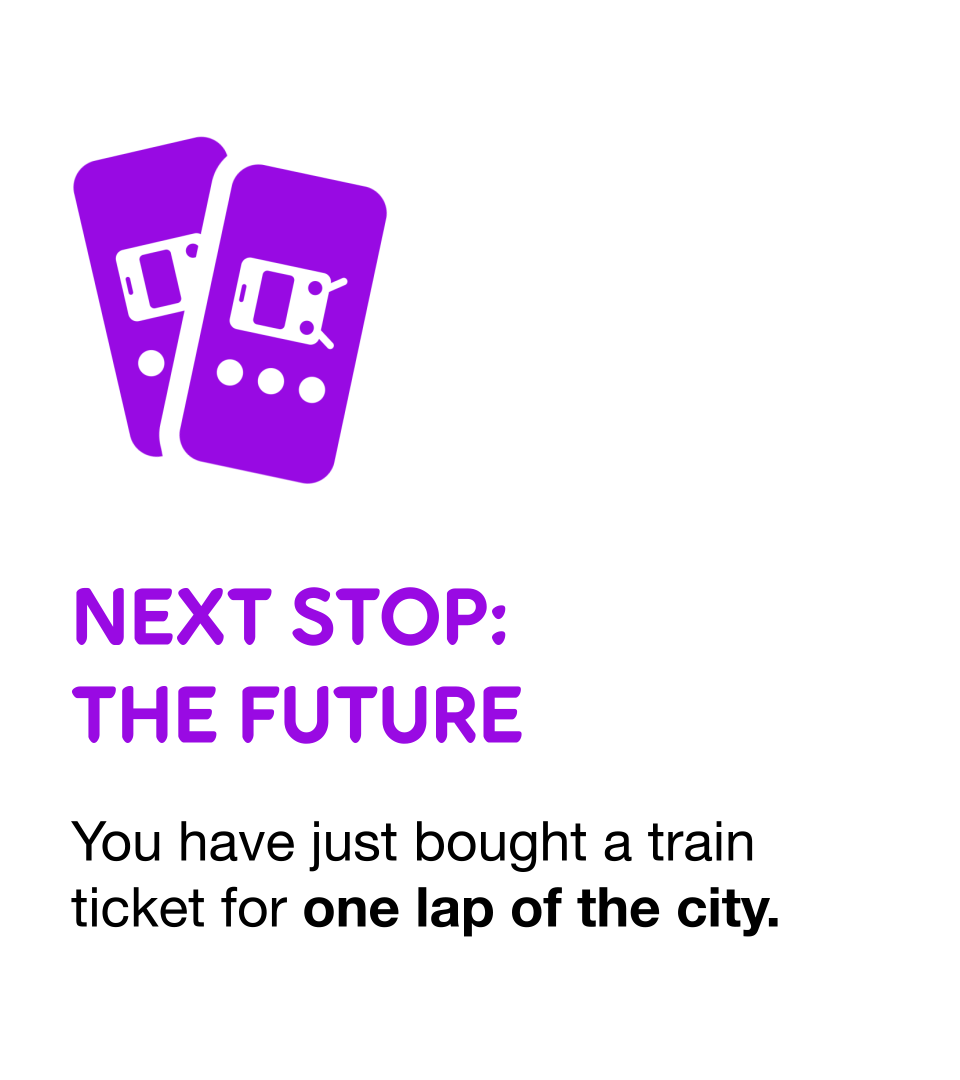 NEXT STOP:
THE FUTURE
You have just bought a train
ticket for one lap of the city.